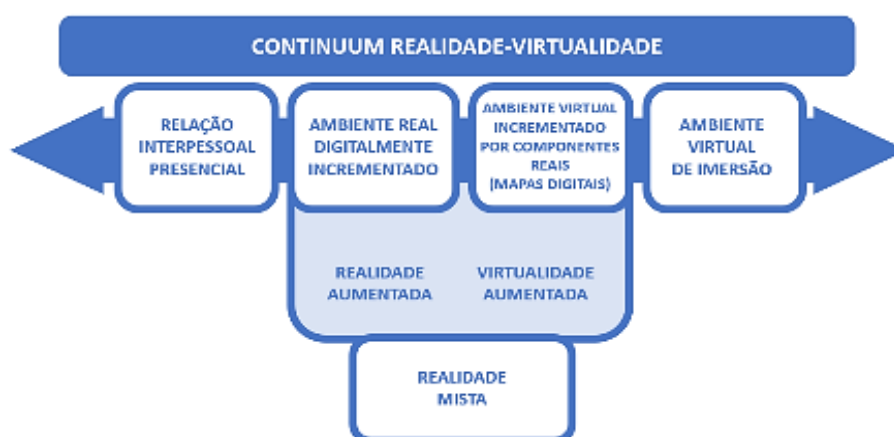 CONTINUUM REALIDADE-VIRTUALIDADE
RELAÇÃO
INTERPESSOAL
PRESENCIAL
AMBIENTE REAL
DIGITALMENTE
INCREMENTADO
AMBIENTE VIRTUAL
INCREMENTADO
POR COMPONENTES
REAIS
(MAPAS DIGITAIS)
AMBIENTE
VIRTUAL
DE IMERSÃO
REALIDADE
AUMENTADA
VIRTUALIDADE
AUMENTADA
REALIDADE
MISTA